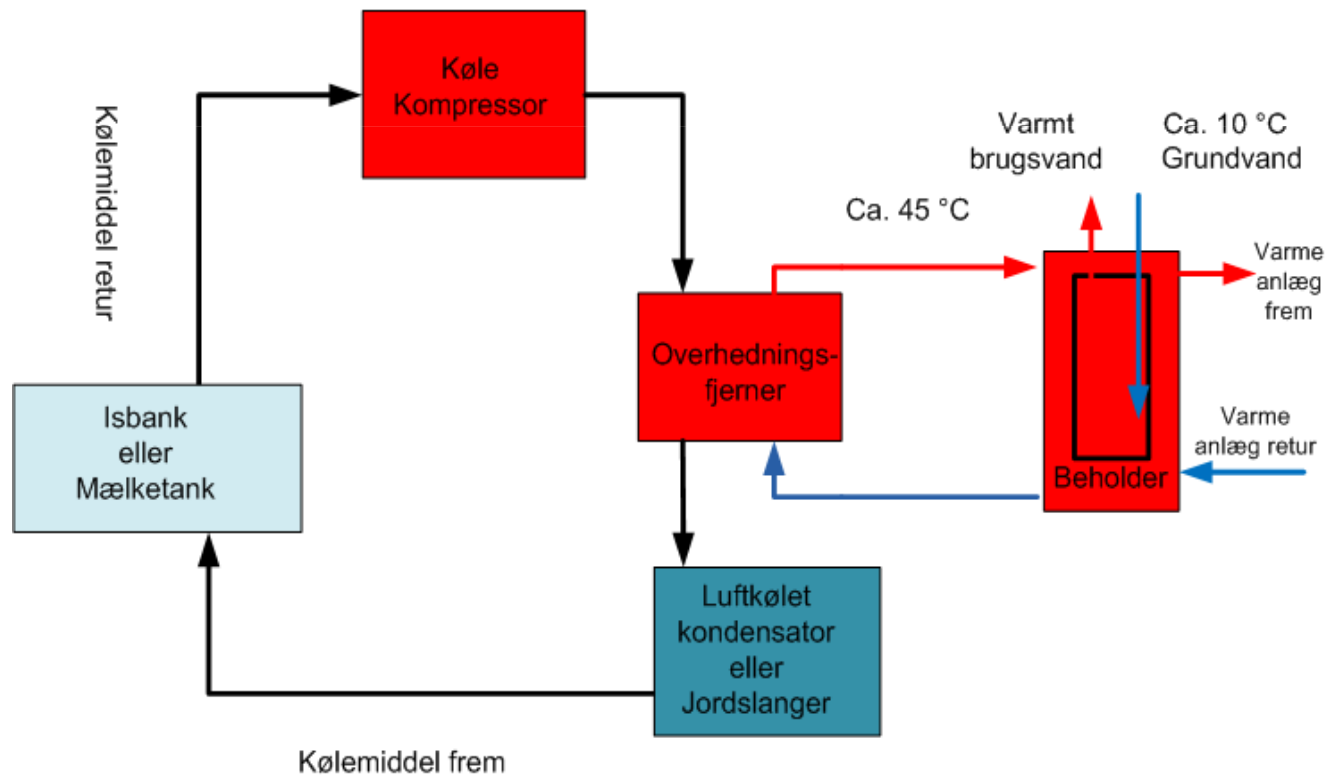 Køle
Kompressor
Kølemiddel retur
Varmt
brugsvand
Ca. 10 °C
Grundvand
Ca. 45 °C
Varme
anlæg
frem
Overhednings-
fjerner
Isbank
eller
Mælketank
Varme
anlæg retur
Beholder
Luftkølet
kondensator
eller
Jordslanger
Kølemiddel frem